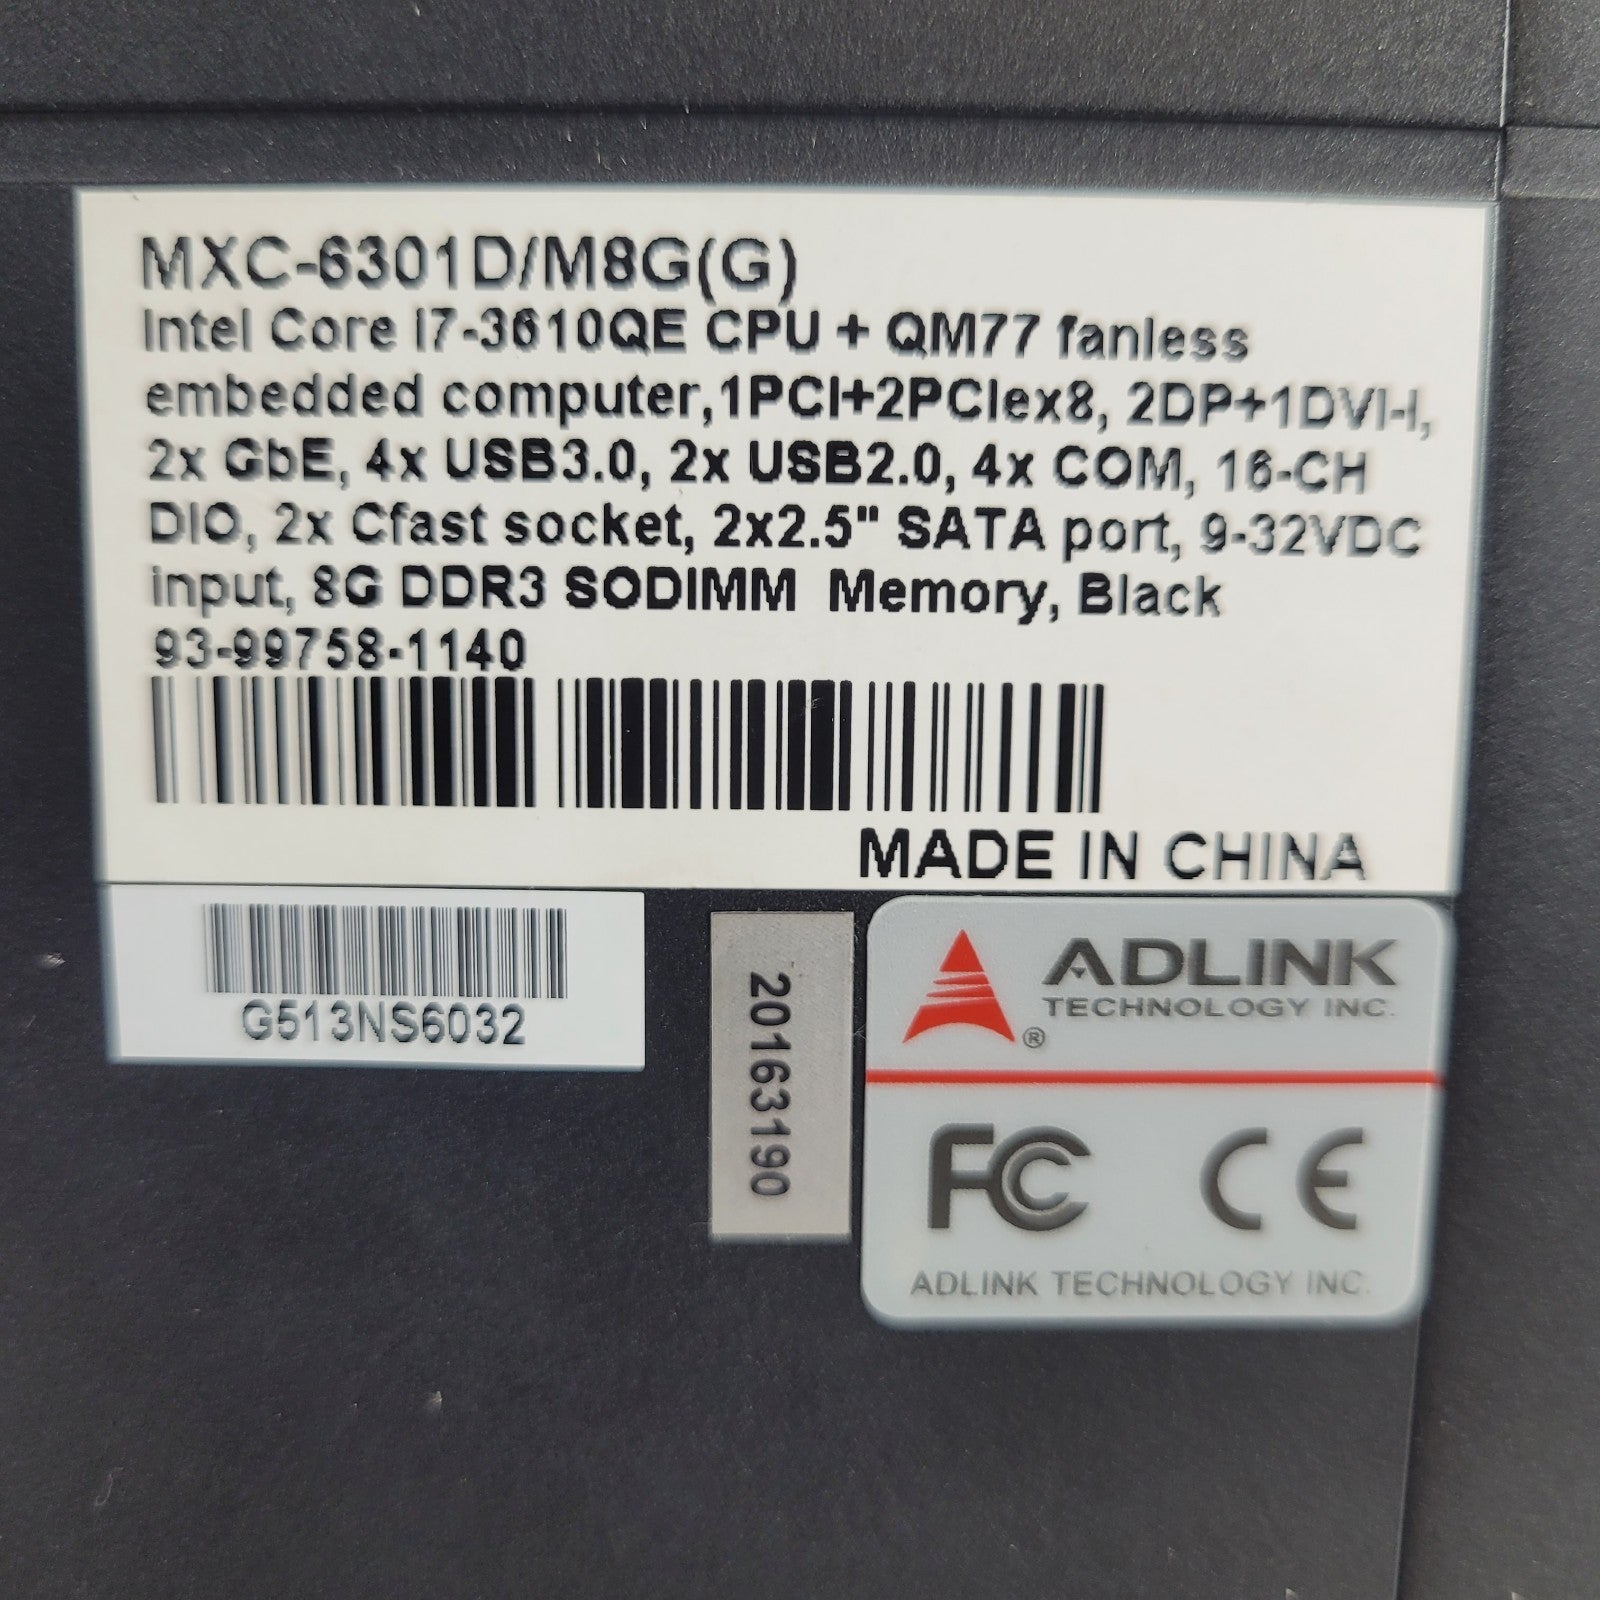 MXC-6301D/M8G(G)
Intel Core I7-3610QE CPU + QM77 fanless
embedded computer,1PCI+2PCIex8, 2DP+1DVI-I,
2x GbE, 4x USB3.0, 2x USB2.0, 4x COM, 16-CH
DIO, 2x Cfast socket, 2x2.5" SATA port, 9-32VDC
input, 8G DDR3 SODIMM Memory, Black
93-99758-1140
MADE IN CHINA
G513NS6032
20163190
ADLINK
TECHNOLOGY INC.
®
FC CE
ADLINK TECHNOLOGY INC.